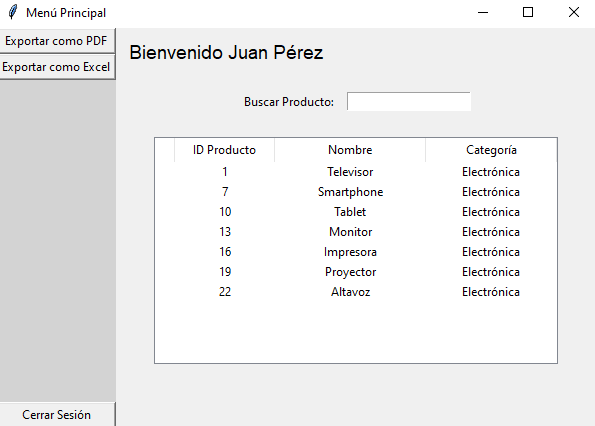 Menú Principal
Exportar como PDF
Exportar como Excel
Bienvenido Juan Pérez
Buscar Producto:
ID Producto Nombre Categoría
1 Televisor Electrónica
7 Smartphone Electrónica
10 Tablet Electrónica
13 Monitor Electrónica
16 Impresora Electrónica
19 Proyector Electrónica
22 Altavoz Electrónica
Cerrar Sesión